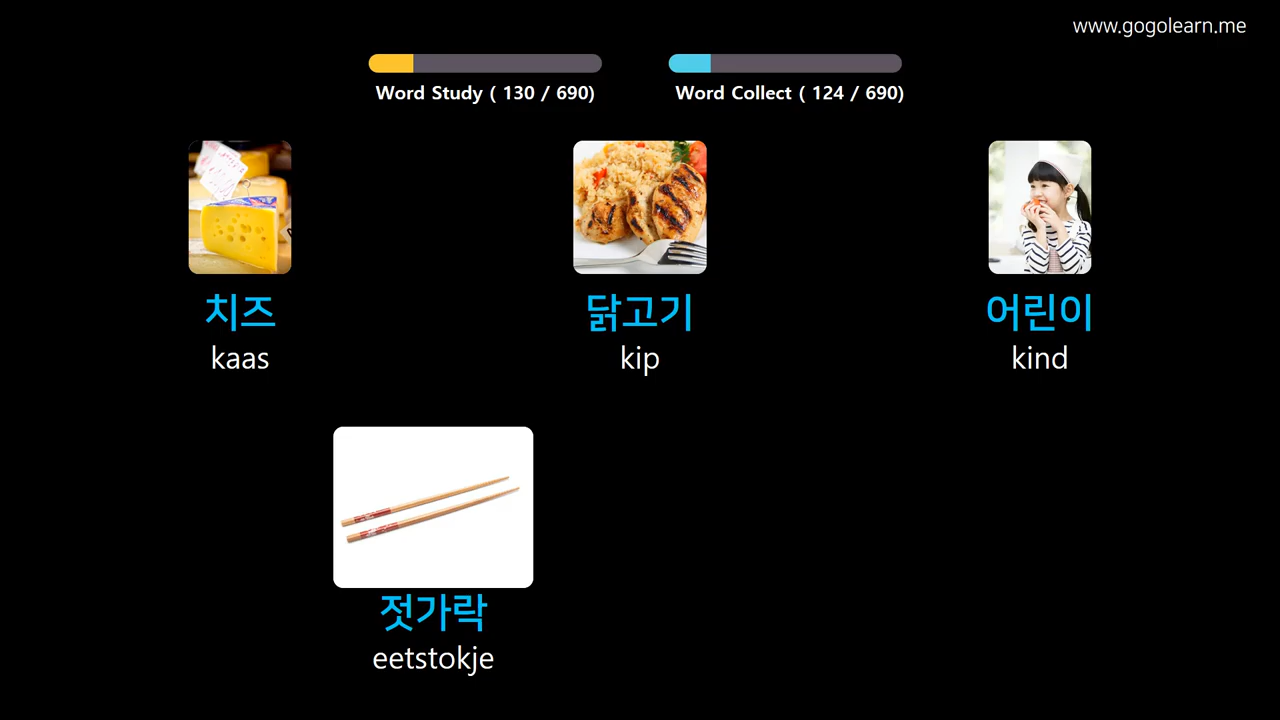 www.gogolearn.me
Word Study ( 130 / 690)
Word Collect ( 124 / 690)
치즈
kaas
닭고기
kip
어린이
kind
젓가락
eetstokje